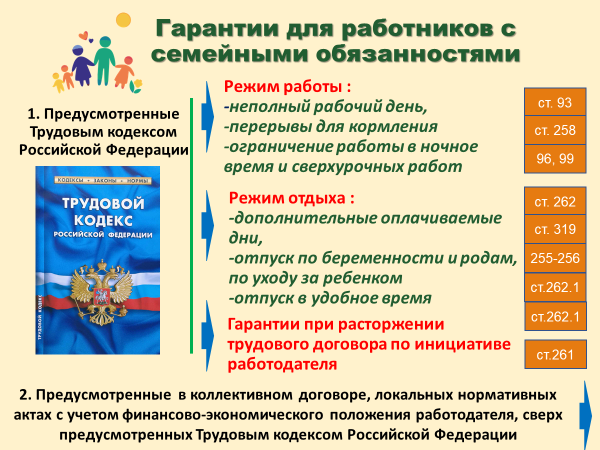 Гарантии для работников с
семейными обязанностями
1. Предусмотренные
Трудовым кодексом
Российской Федерации
КОДЕКСЫ • ЗАКОНЫ • НОРМЫ
ТРУДОВОЙ
КОДЕКС
РОССИЙСКОЙ ФЕДЕРАЦИИ
ТРУДОВОЙ КОДЕКС
Режим работы :
-неполный рабочий день,
-перерывы для кормления
-ограничение работы в ночное
время и сверхурочных работ
ст. 93
ст. 258
96, 99
Режим отдыха :
-дополнительные оплачиваемые
дни,
-отпуск по беременности и родам,
по уходу за ребенком
-отпуск в удобное время
ст. 262
ст. 319
255-256
ст.262.1
ст.262.1
Гарантии при расторжении
трудового договора по инициативе
работодателя
ст.261
2. Предусмотренные в коллективном договоре, локальных нормативных
актах с учетом финансово-экономического положения работодателя, сверх
предусмотренных Трудовым кодексом Российской Федерации